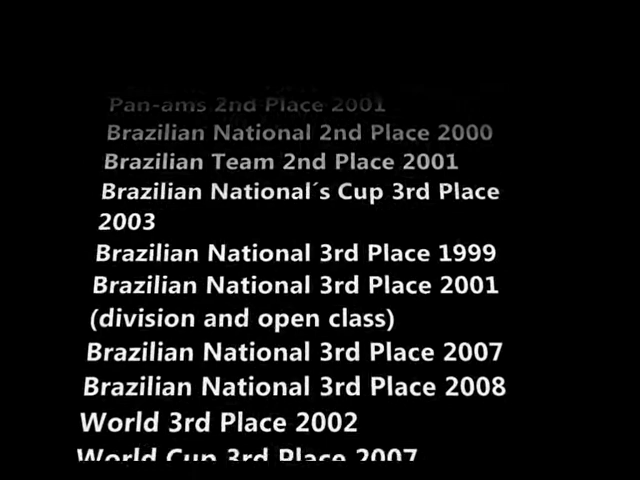 Pan-ams 2nd Place 2001
Brazilian National 2nd Place 2000
Brazilian Team 2nd Place 2001
Brazilian National´s Cup 3rd Place
2003
Brazilian National 3rd Place 1999
Brazilian National 3rd Place 2001
(division and open class)
Brazilian National 3rd Place 2007
Brazilian National 3rd Place 2008
World 3rd Place 2002
World Cup 3rd Place 2007